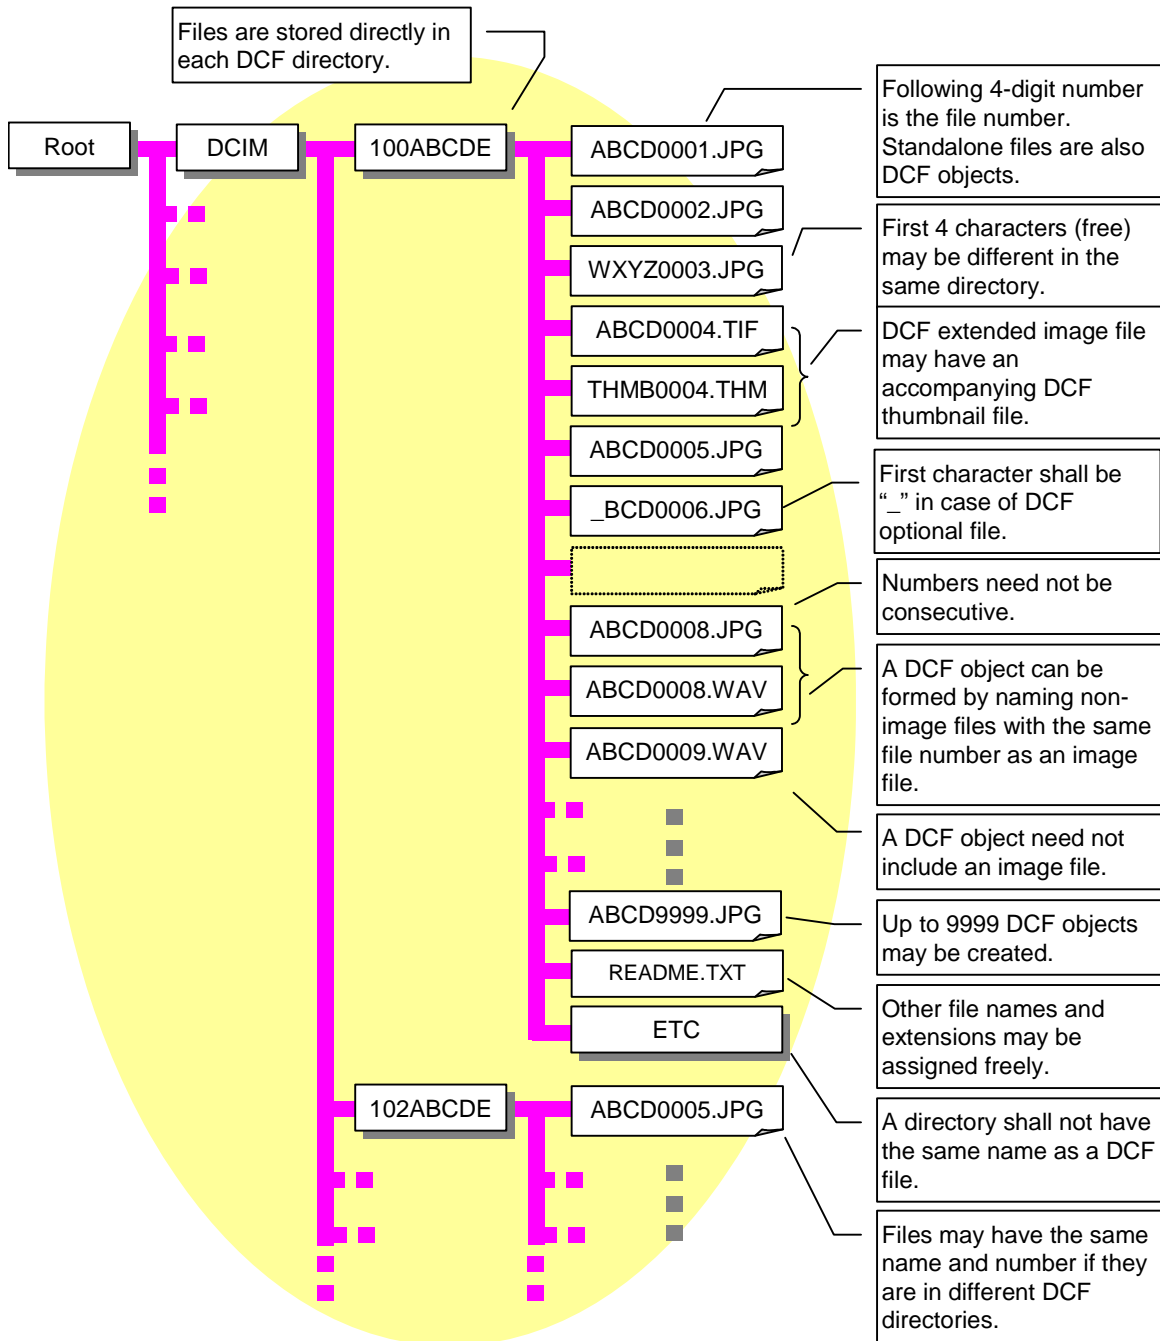 Files are stored directly in
each DCF directory.
Root
DCIM
100ABCDE
ABCD0001.JPG
ABCD0002.JPG
WXYZ0003.JPG
ABCD0004.TIF
THMB0004.THM
ABCD0005.JPG
_BCD0006.JPG
ABCD0008.JPG
ABCD0008.WAV
ABCD0009.WAV
ABCD9999.JPG
README.TXT
ETC
102ABCDE
ABCD0005.JPG
Following 4-digit number
is the file number.
Standalone files are also
DCF objects.
First 4 characters (free)
may be different in the
same directory.
DCF extended image file
may have an
accompanying DCF
thumbnail file.
First character shall be
“_” in case of DCF
optional file.
Numbers need not be
consecutive.
A DCF object can be
formed by naming non-
image files with the same
file number as an image
file.
A DCF object need not
include an image file.
Up to 9999 DCF objects
may be created.
Other file names and
extensions may be
assigned freely.
A directory shall not have
the same name as a DCF
file.
Files may have the same
name and number if they
are in different DCF
directories.